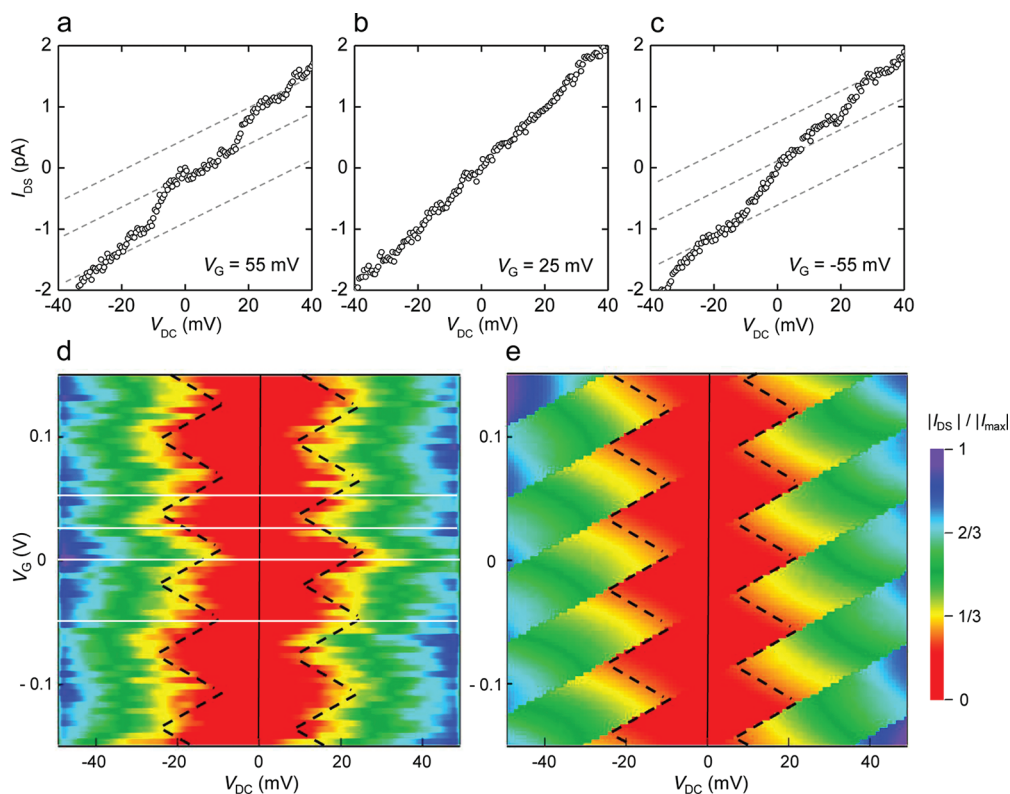 a
b
c
2
1
0
-1
-2
I_DS (pA)
V_G = 55 mV
-40 -20 0 20 40
V_DC (mV)
2
1
0
-1
-2
V_G = 25 mV
-40 -20 0 20 40
V_DC (mV)
2
1
0
-1
-2
V_G = -55 mV
-40 -20 0 20 40
V_DC (mV)
d
e
V_G (V)
0.1
0
-0.1
-40 -20 0 20 40
V_DC (mV)
0.1
0
-0.1
-40 -20 0 20 40
V_DC (mV)
|I_DS| / |I_max|
1
2/3
1/3
0